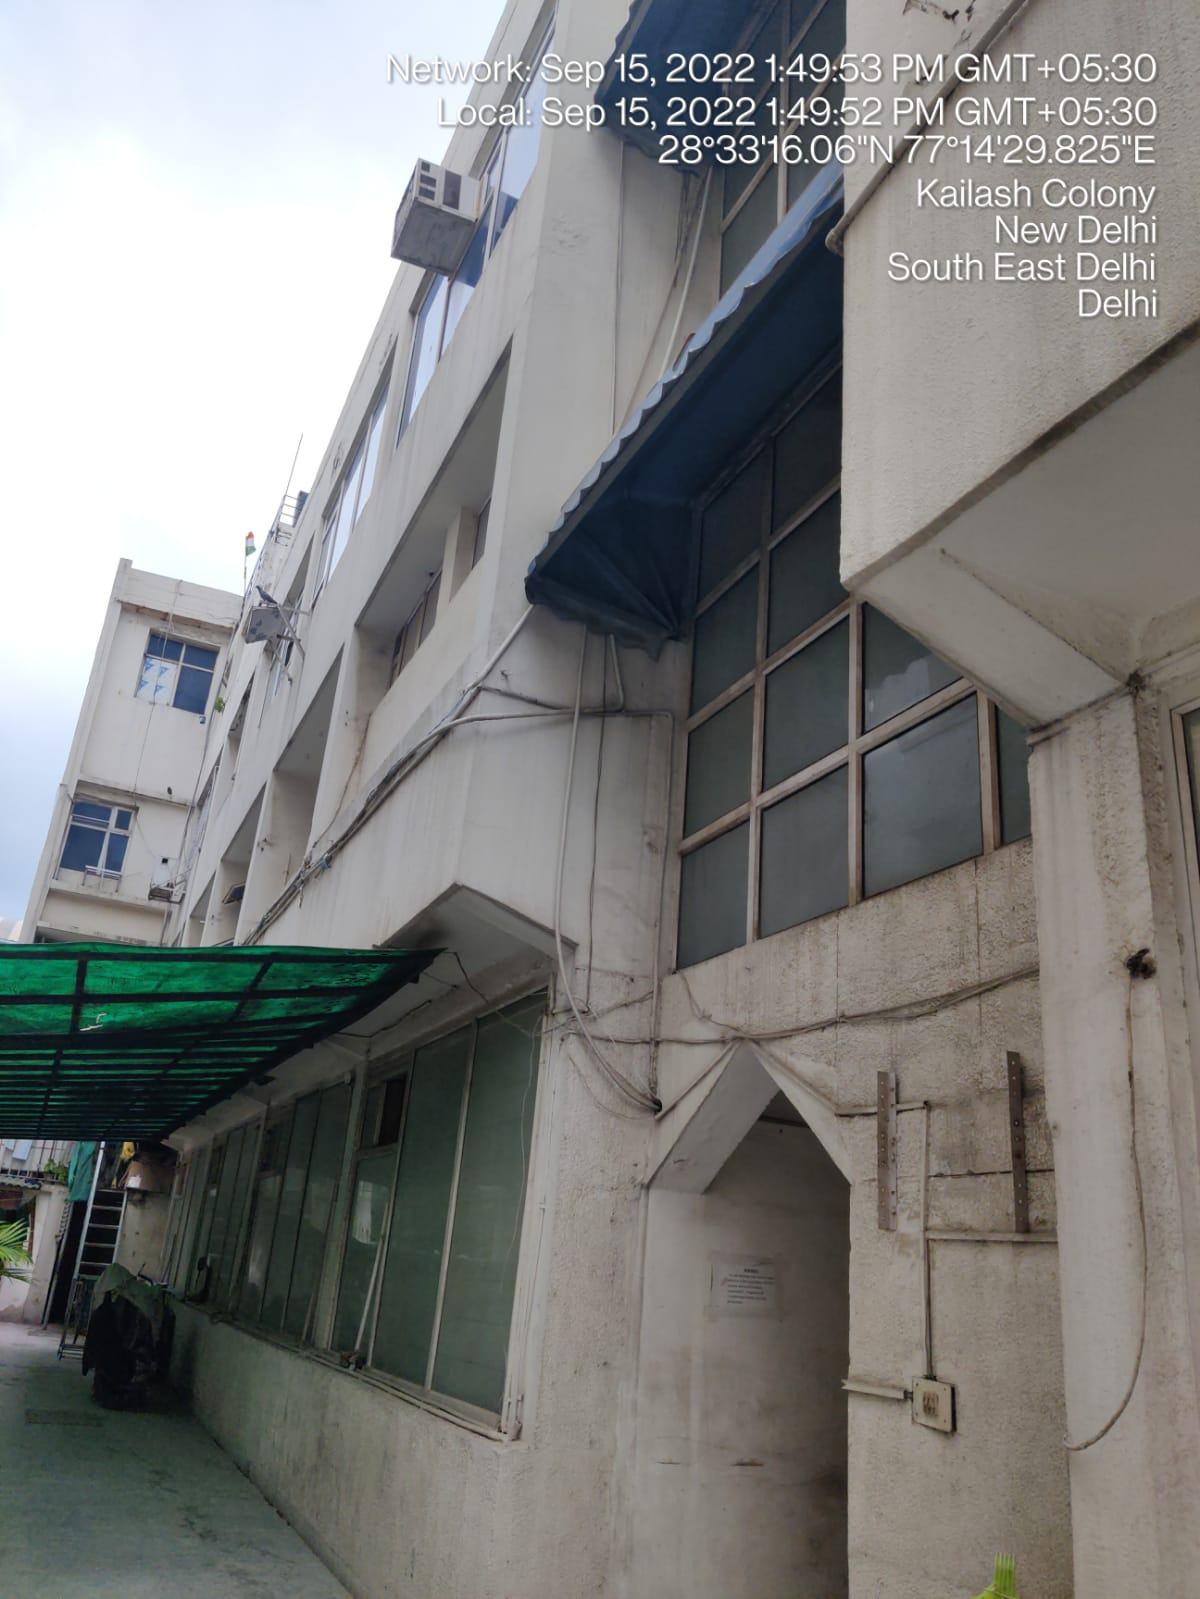 Network: Sep 15, 2022 1:49:53 PM GMT+05:30
Local: Sep 15, 2022 1:49:52 PM GMT+05:30
28°33'16.06"N 77°14'29.825"E
Kailash Colony
New Delhi
South East Delhi
Delhi